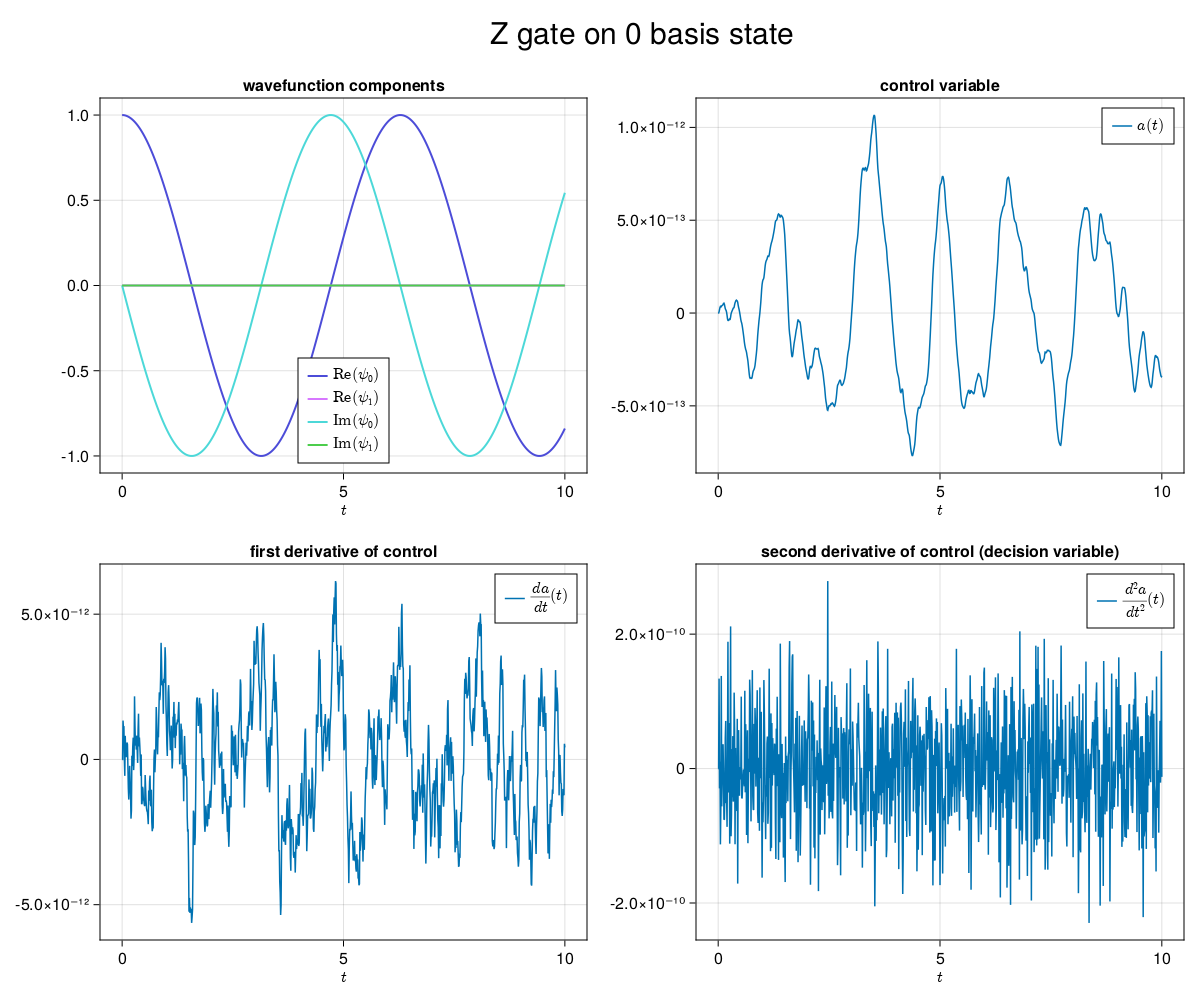 Z gate on 0 basis state
wavefunction components
1.0
0.5
0.0
-0.5
-1.0
Re(ψ₀)
Re(ψ₁)
Im(ψ₀)
Im(ψ₁)
0 5 10
t
control variable
1.0×10⁻¹²
5.0×10⁻¹³
0
-5.0×10⁻¹³
a(t)
0 5 10
t
first derivative of control
5.0×10⁻¹²
0
-5.0×10⁻¹²
da/dt(t)
0 5 10
t
second derivative of control (decision variable)
2.0×10⁻¹⁰
0
-2.0×10⁻¹⁰
d²a/dt²(t)
0 5 10
t